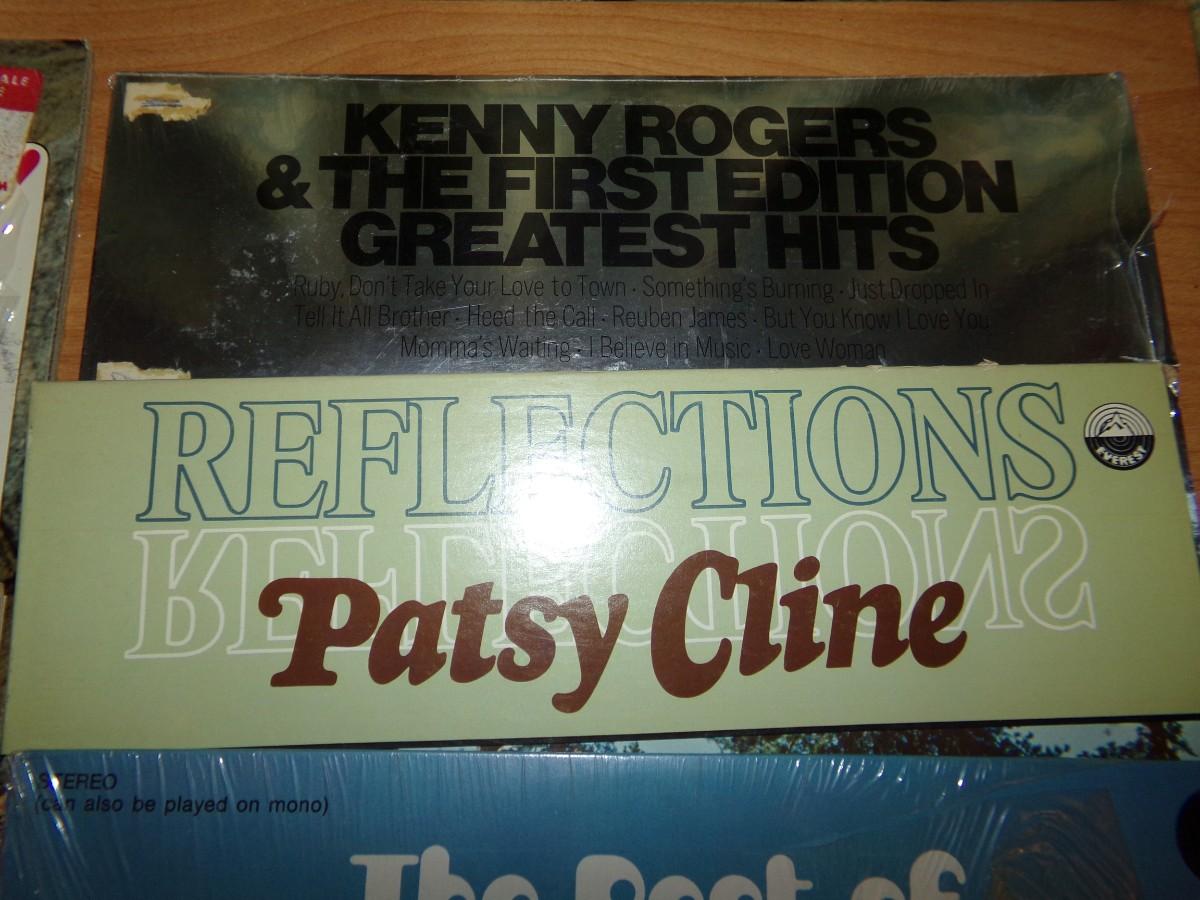 ALE
KENNY ROGERS
& THE FIRST EDITION
GREATEST HITS
Ruby, Don't Take Your Love to Town · Something's Burning · Just Dropped In
Tell It All Brother · Heed the Call · Reuben James · But You Know I Love You
Momma's Waiting · I Believe in Music · Love Woman
REFLECTIONS
EVEREST
REFLECTIONS
Patsy Cline
STEREO
(can also be played on mono)
The Best of